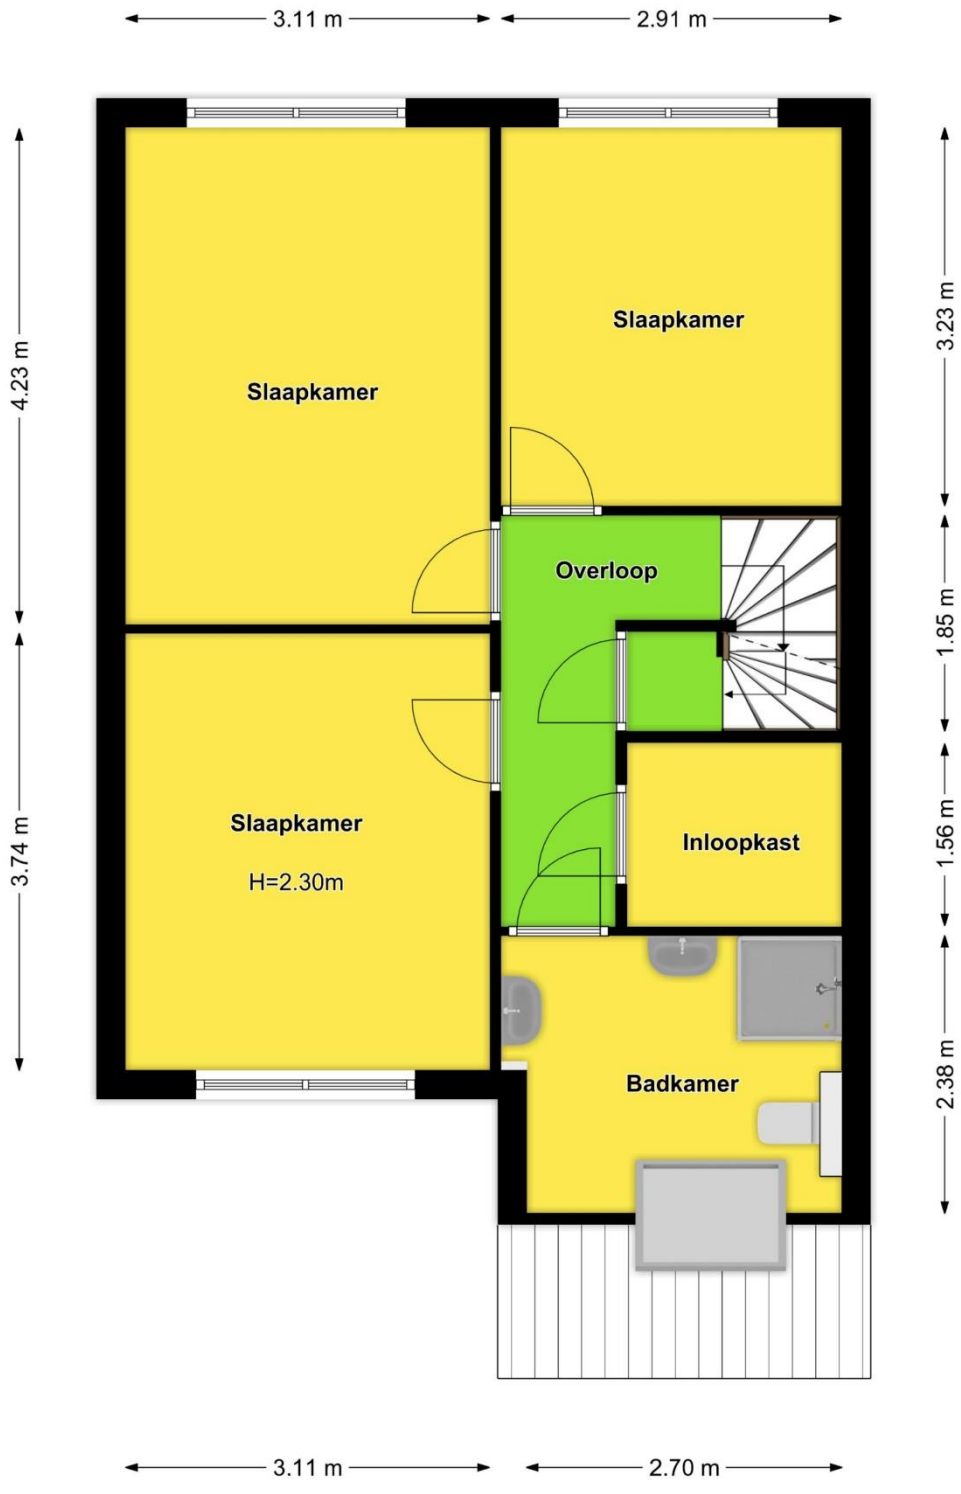 3.11 m
2.91 m
4.23 m
3.23 m
Slaapkamer
Slaapkamer
Overloop
1.85 m
3.74 m
Slaapkamer
H=2.30m
Inloopkast
1.56 m
Badkamer
2.38 m
3.11 m
2.70 m